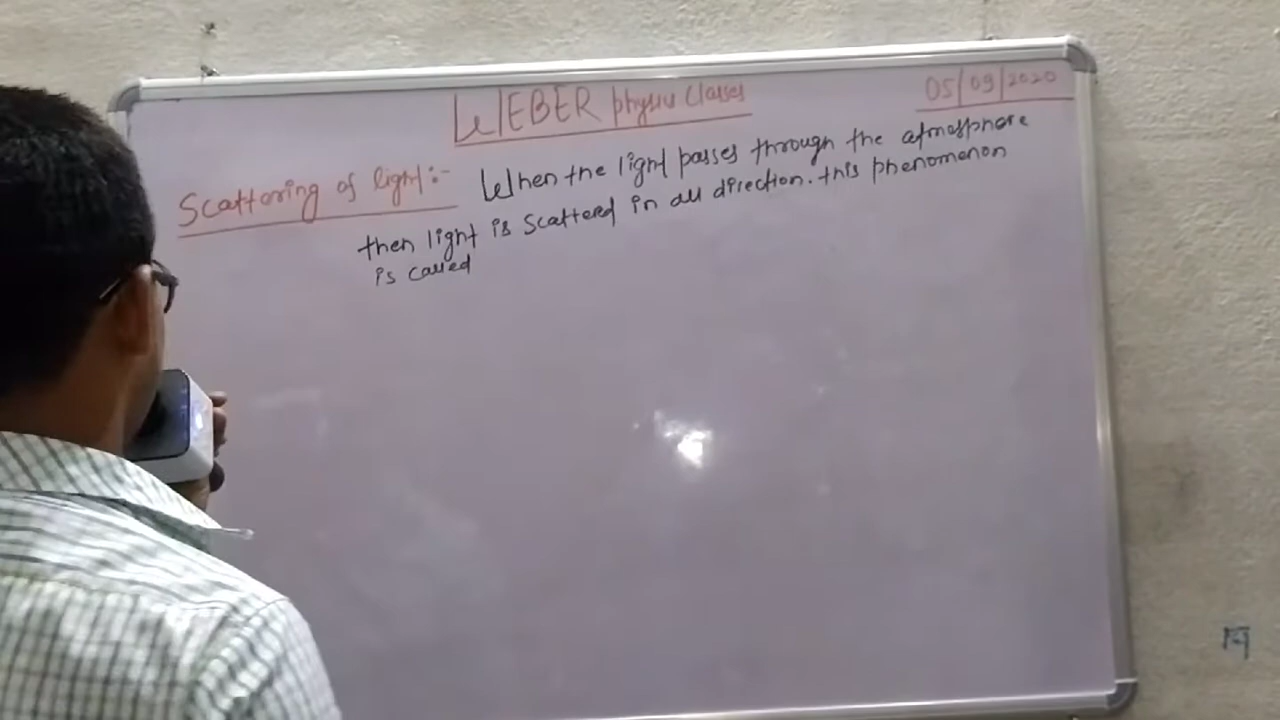 WEBER physics Classes
05/09/2020
Scattering of light:- When the light passes through the atmosphere
then light is scattered in all direction. this phenomenon
is called